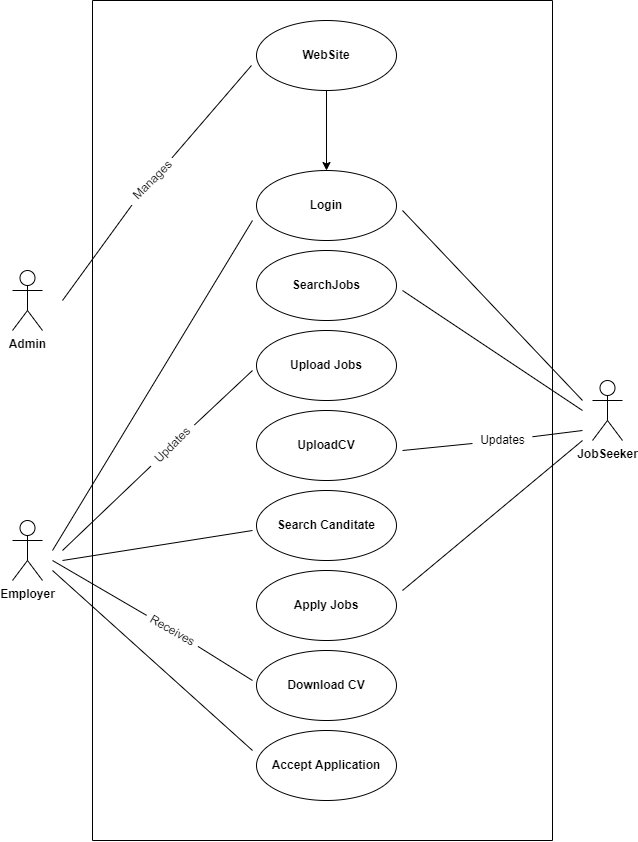 WebSite
Manages
Login
SearchJobs
Admin
Upload Jobs
Updates
UploadCV
Updates
JobSeeker
Search Canditate
Employer
Apply Jobs
Receives
Download CV
Accept Application